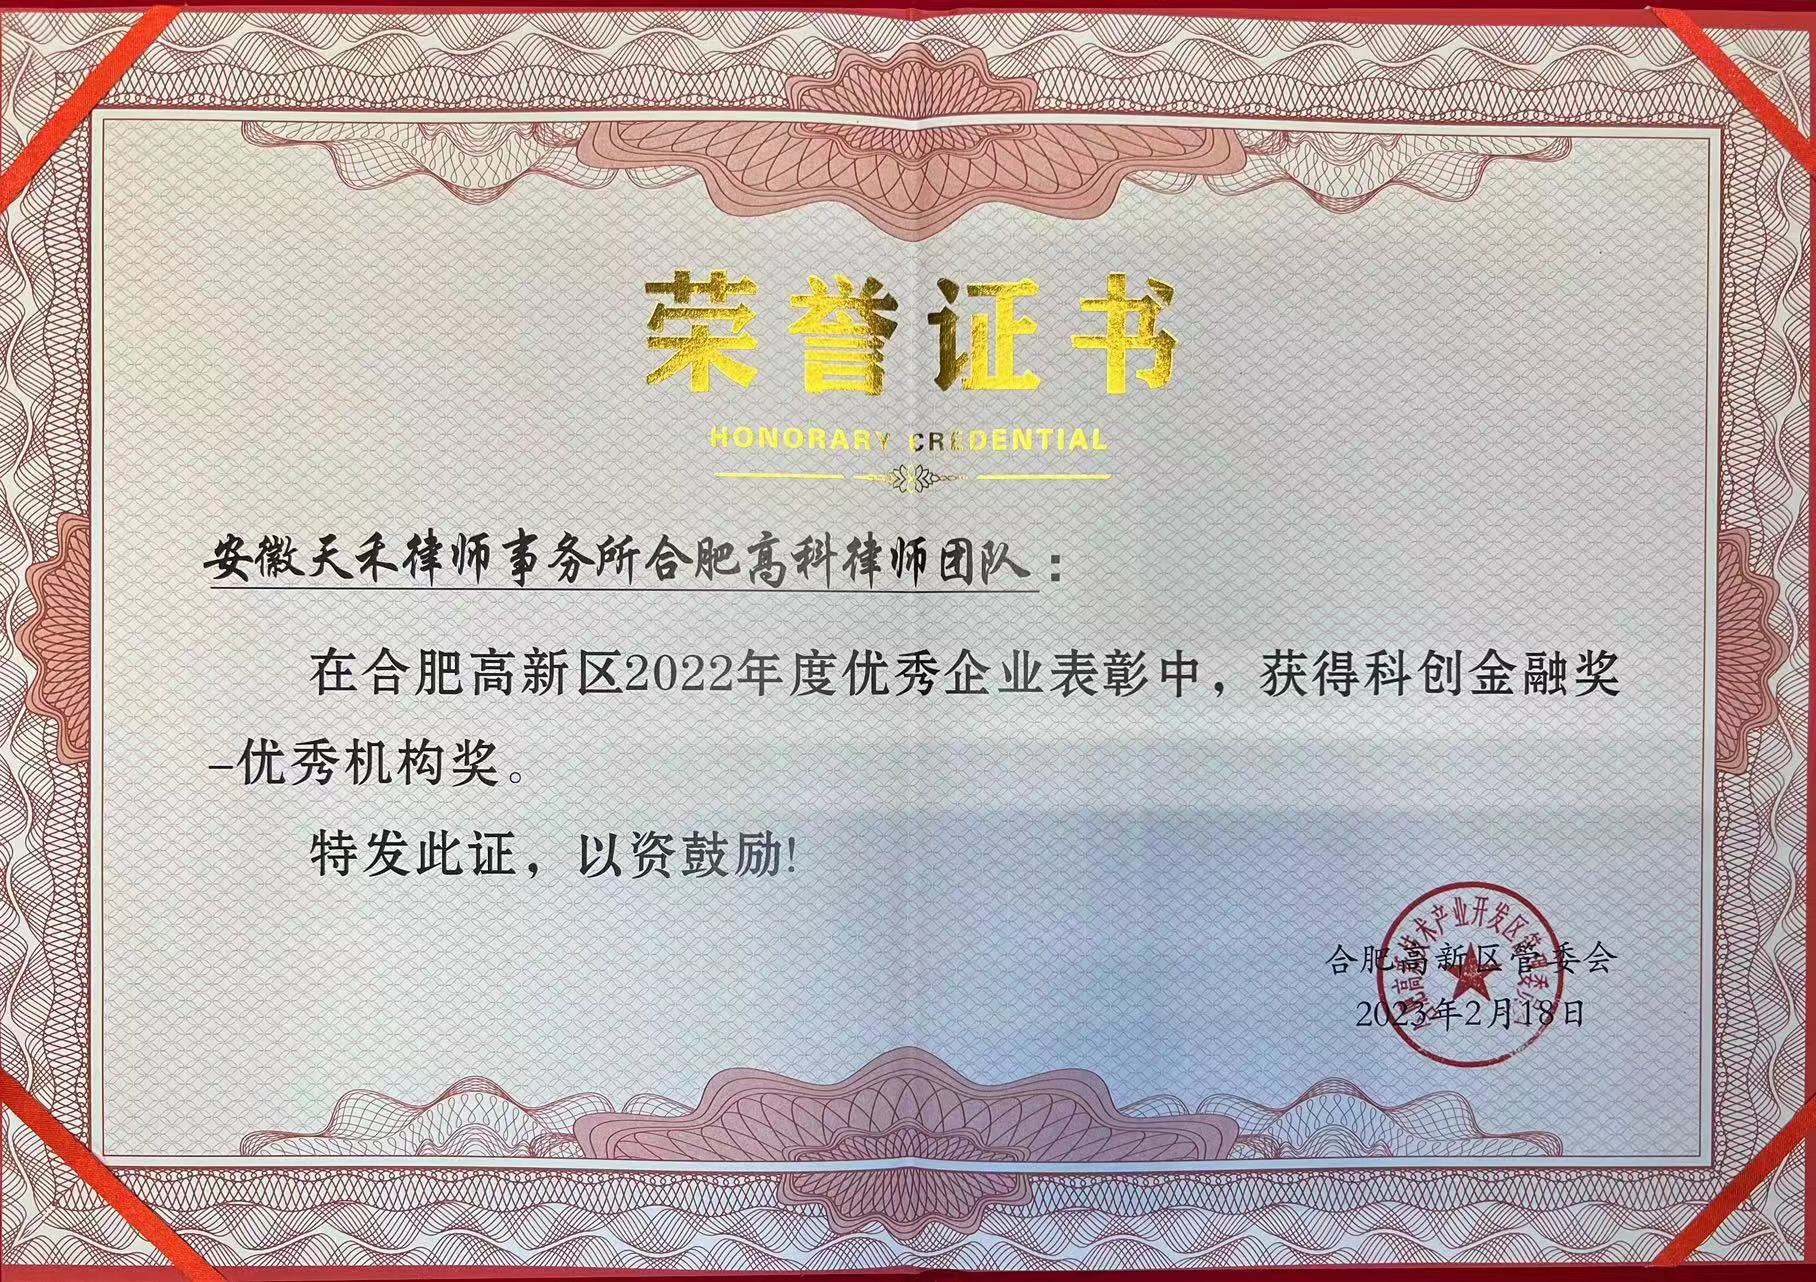 荣誉证书
HONORARY CREDENTIAL
安徽天禾律师事务所合肥高科律师团队：
在合肥高新区2022年度优秀企业表彰中，获得科创金融奖
–优秀机构奖。
特发此证，以资鼓励!
合肥高新区管委会
2023年2月18日